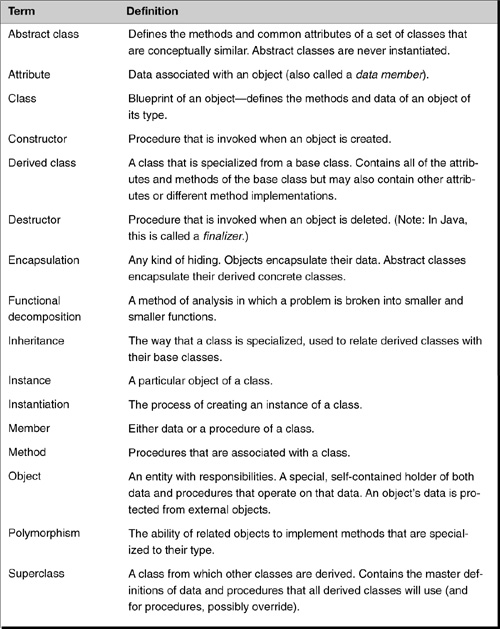 Term Definition
Abstract class Defines the methods and common attributes of a set of classes that
are conceptually similar. Abstract classes are never instantiated.
Attribute Data associated with an object (also called a data member).
Class Blueprint of an object—defines the methods and data of an object of
its type.
Constructor Procedure that is invoked when an object is created.
Derived class A class that is specialized from a base class. Contains all of the attrib-
utes and methods of the base class but may also contain other attrib-
utes or different method implementations.
Destructor Procedure that is invoked when an object is deleted. (Note: In Java,
this is called a finalizer.)
Encapsulation Any kind of hiding. Objects encapsulate their data. Abstract classes
encapsulate their derived concrete classes.
Functional A method of analysis in which a problem is broken into smaller and
decomposition smaller functions.
Inheritance The way that a class is specialized, used to relate derived classes with
their base classes.
Instance A particular object of a class.
Instantiation The process of creating an instance of a class.
Member Either data or a procedure of a class.
Method Procedures that are associated with a class.
Object An entity with responsibilities. A special, self-contained holder of both
data and procedures that operate on that data. An object's data is pro-
tected from external objects.
Polymorphism The ability of related objects to implement methods that are special-
ized to their type.
Superclass A class from which other classes are derived. Contains the master def-
initions of data and procedures that all derived classes will use (and
for procedures, possibly override).